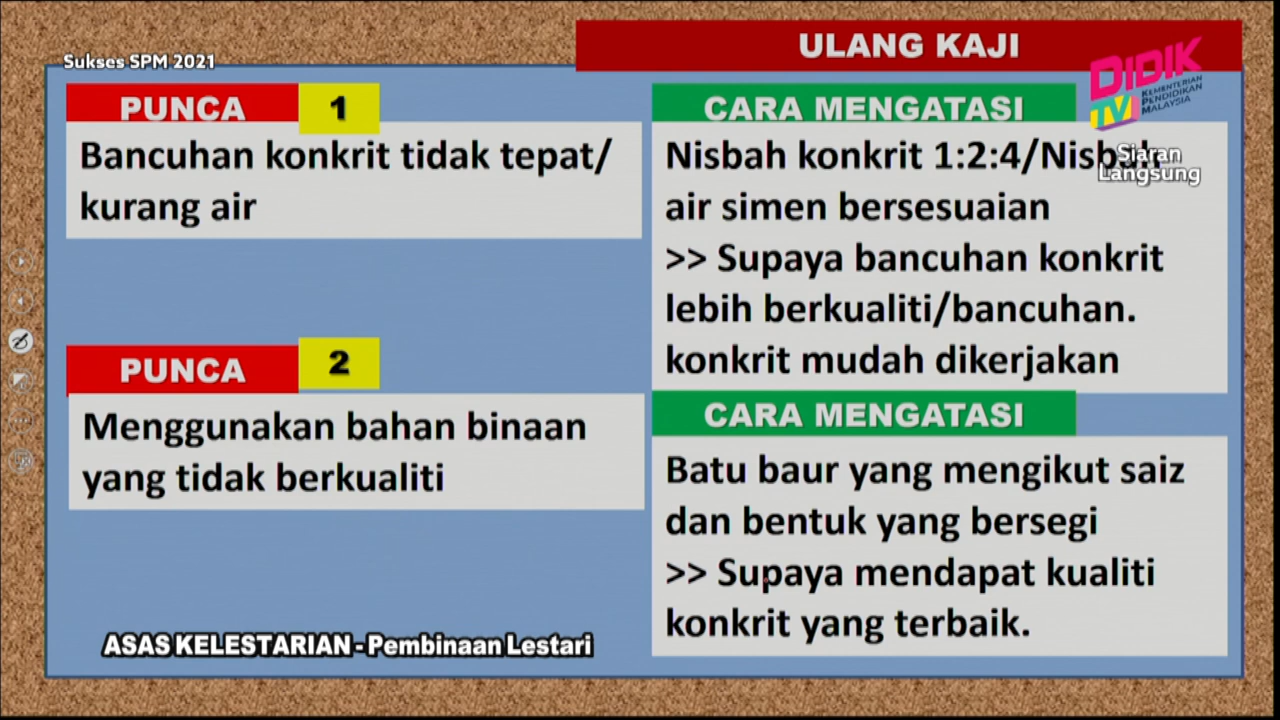 ULANG KAJI
Sukses SPM 2021
DIDIK
TV
KEMENTERIAN
PENDIDIKAN
MALAYSIA
Siaran
Langsung
PUNCA 1
Bancuhan konkrit tidak tepat/
kurang air
CARA MENGATASI
Nisbah konkrit 1:2:4/Nisbah
air simen bersesuaian
>> Supaya bancuhan konkrit
lebih berkualiti/bancuhan.
konkrit mudah dikerjakan
PUNCA 2
Menggunakan bahan binaan
yang tidak berkualiti
CARA MENGATASI
Batu baur yang mengikut saiz
dan bentuk yang bersegi
>> Supaya mendapat kualiti
konkrit yang terbaik.
ASAS KELESTARIAN - Pembinaan Lestari